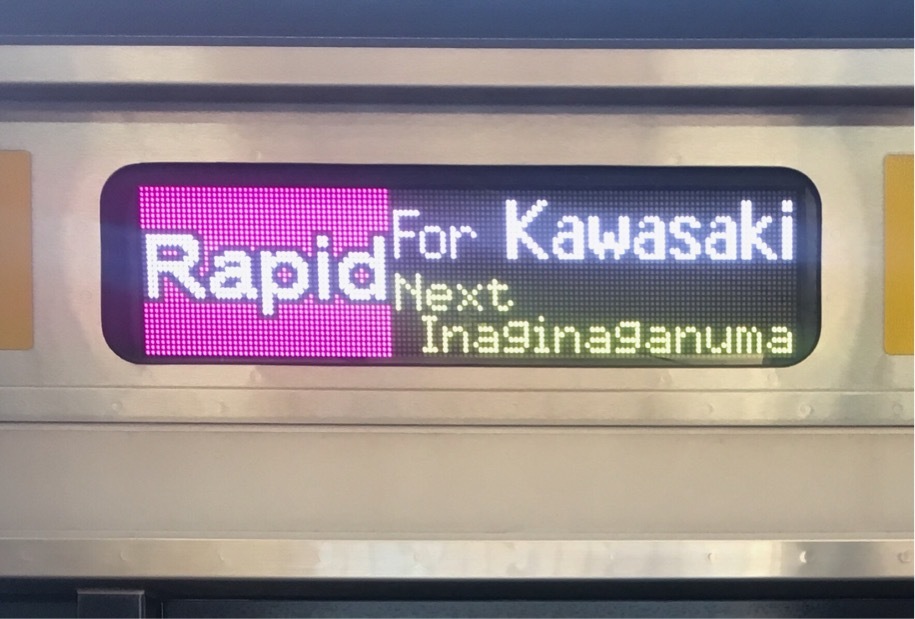 Rapid
For Kawasaki
Next
Inaginaganuma